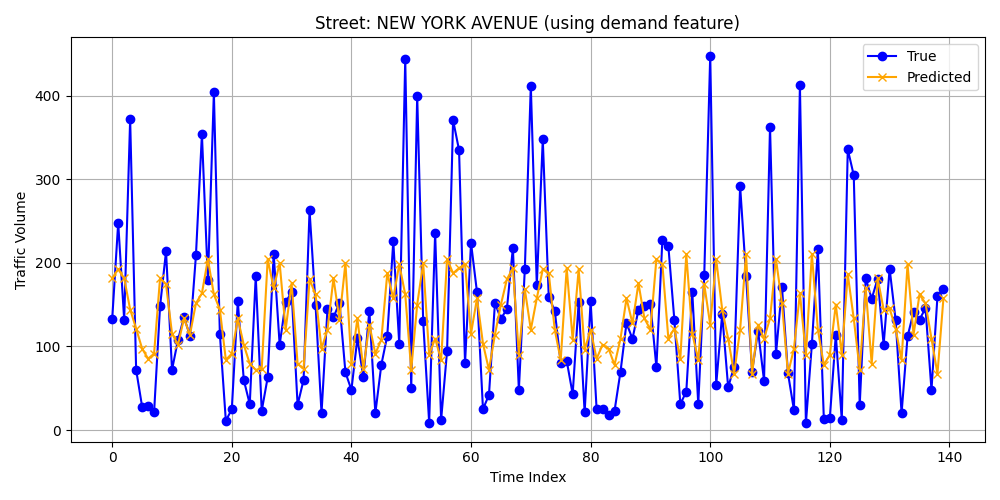 Street: NEW YORK AVENUE (using demand feature)
True
Predicted
Traffic Volume
400
300
200
100
0
0 20 40 60 80 100 120 140
Time Index